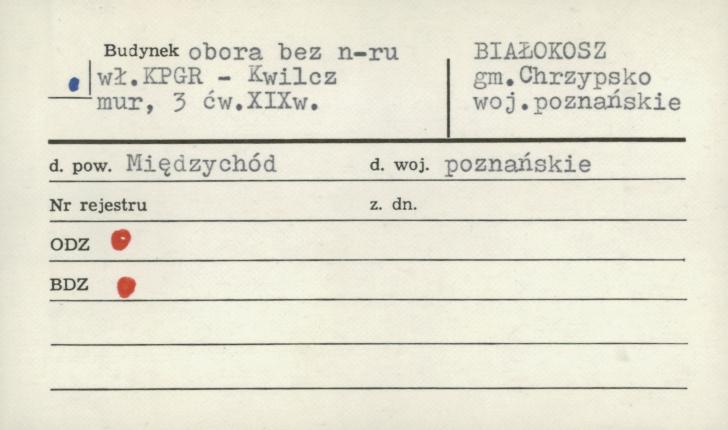 Budynek obora bez n-ru
wł.KPGR - Kwilcz
mur, 3 ćw.XIXw.
BIAŁOKOSZ
gm.Chrzypsko
woj.poznańskie
d. pow. Międzychód d. woj. poznańskie
Nr rejestru z. dn.
ODZ
BDZ